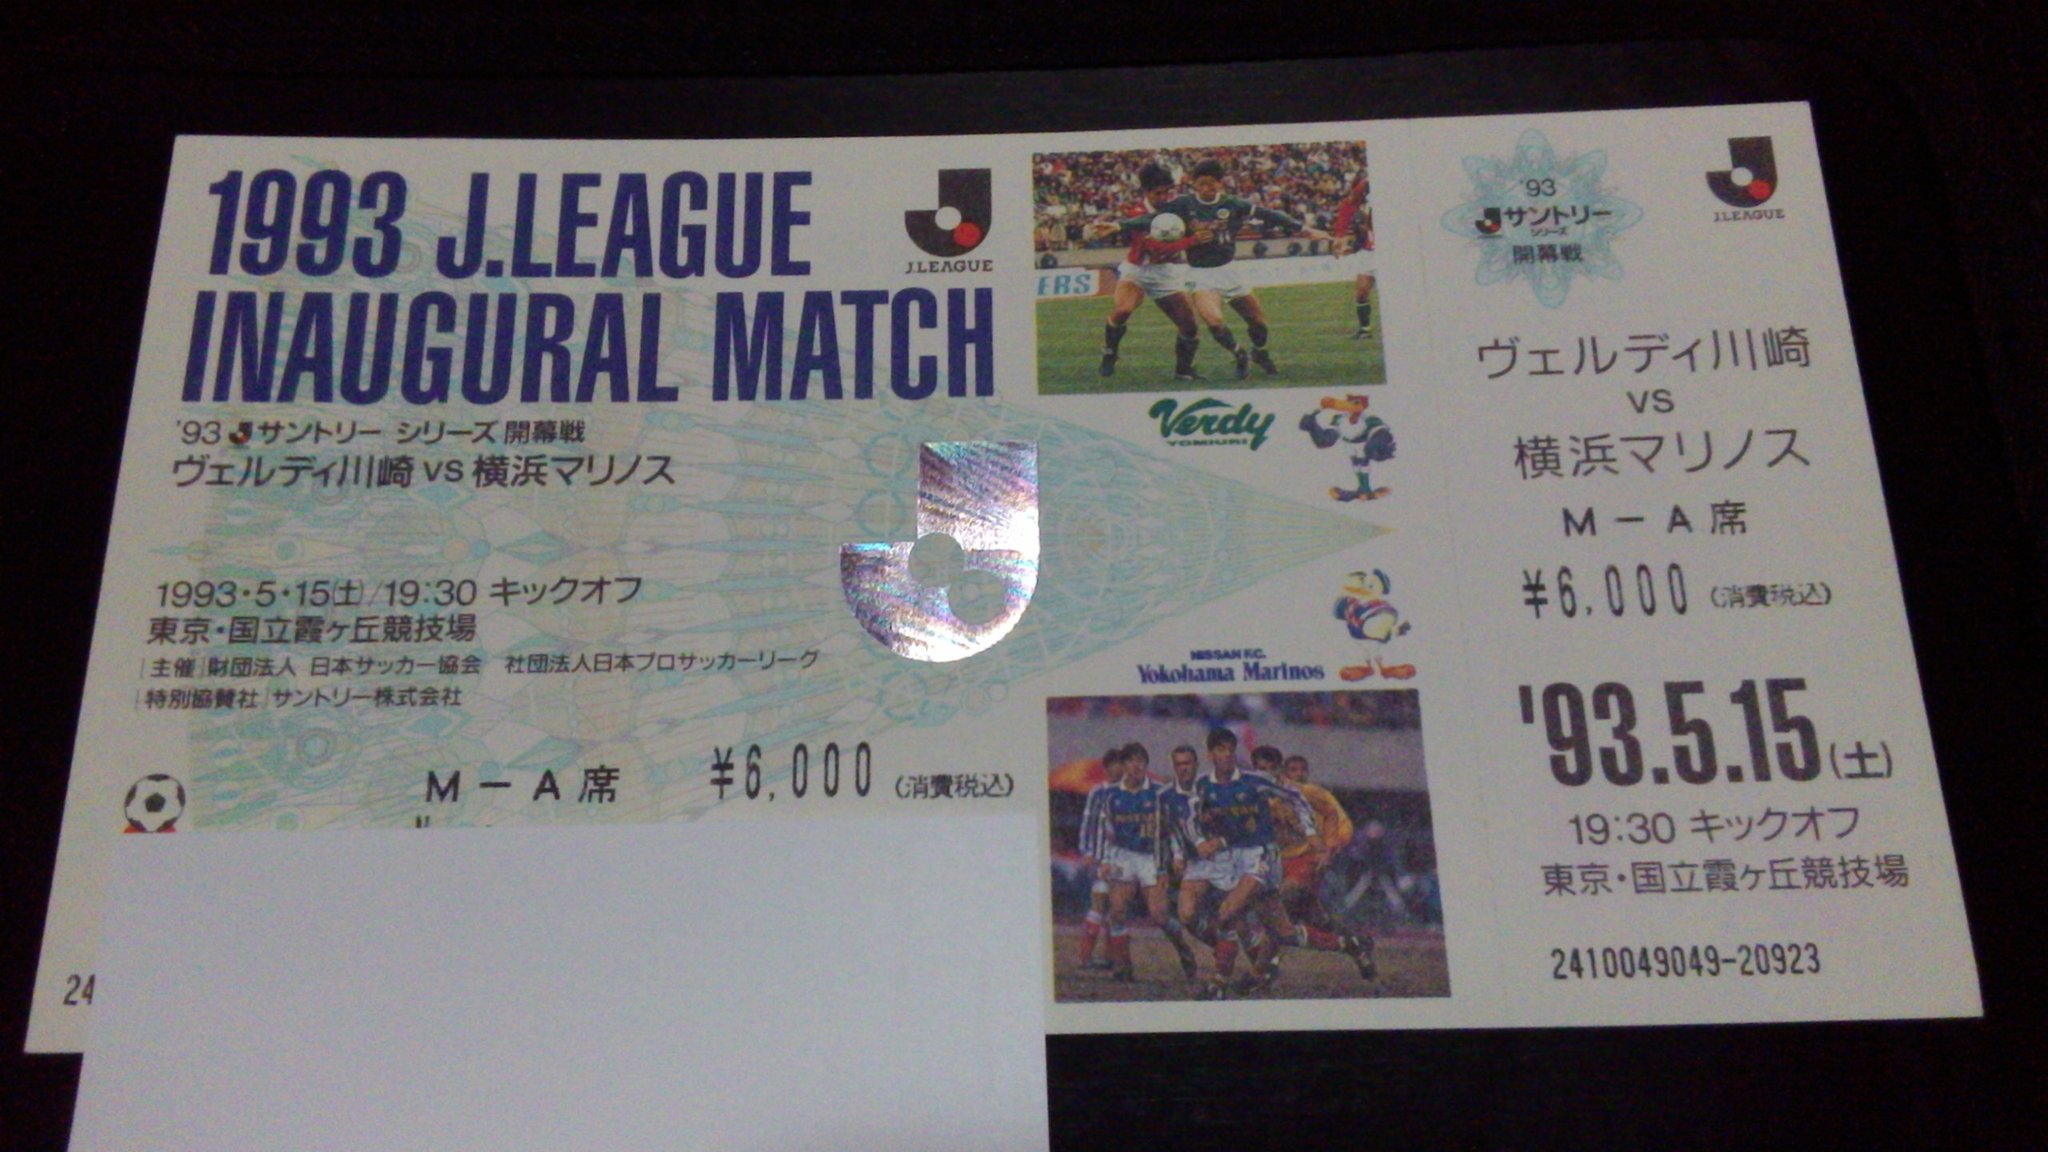 1993 J.LEAGUE
INAUGURAL MATCH
J.LEAGUE
'93 サントリー シリーズ 開幕戦
ヴェルディ川崎 VS 横浜マリノス
1993・5・15(土)/19:30 キックオフ
東京・国立霞ヶ丘競技場
[主催]財団法人 日本サッカー協会 社団法人日本プロサッカーリーグ
[特別協賛社]サントリー株式会社
M-A席 ¥6,000 (消費税込)
24
ERS
Verdy
YOMIURI
NISSAN F.C.
Yokohama Marinos
'93
サントリー
シリーズ
開幕戦
J.LEAGUE
ヴェルディ川崎
VS
横浜マリノス
M-A席
¥6,000 (消費税込)
'93.5.15(土)
19:30 キックオフ
東京・国立霞ヶ丘競技場
2410049049-20923